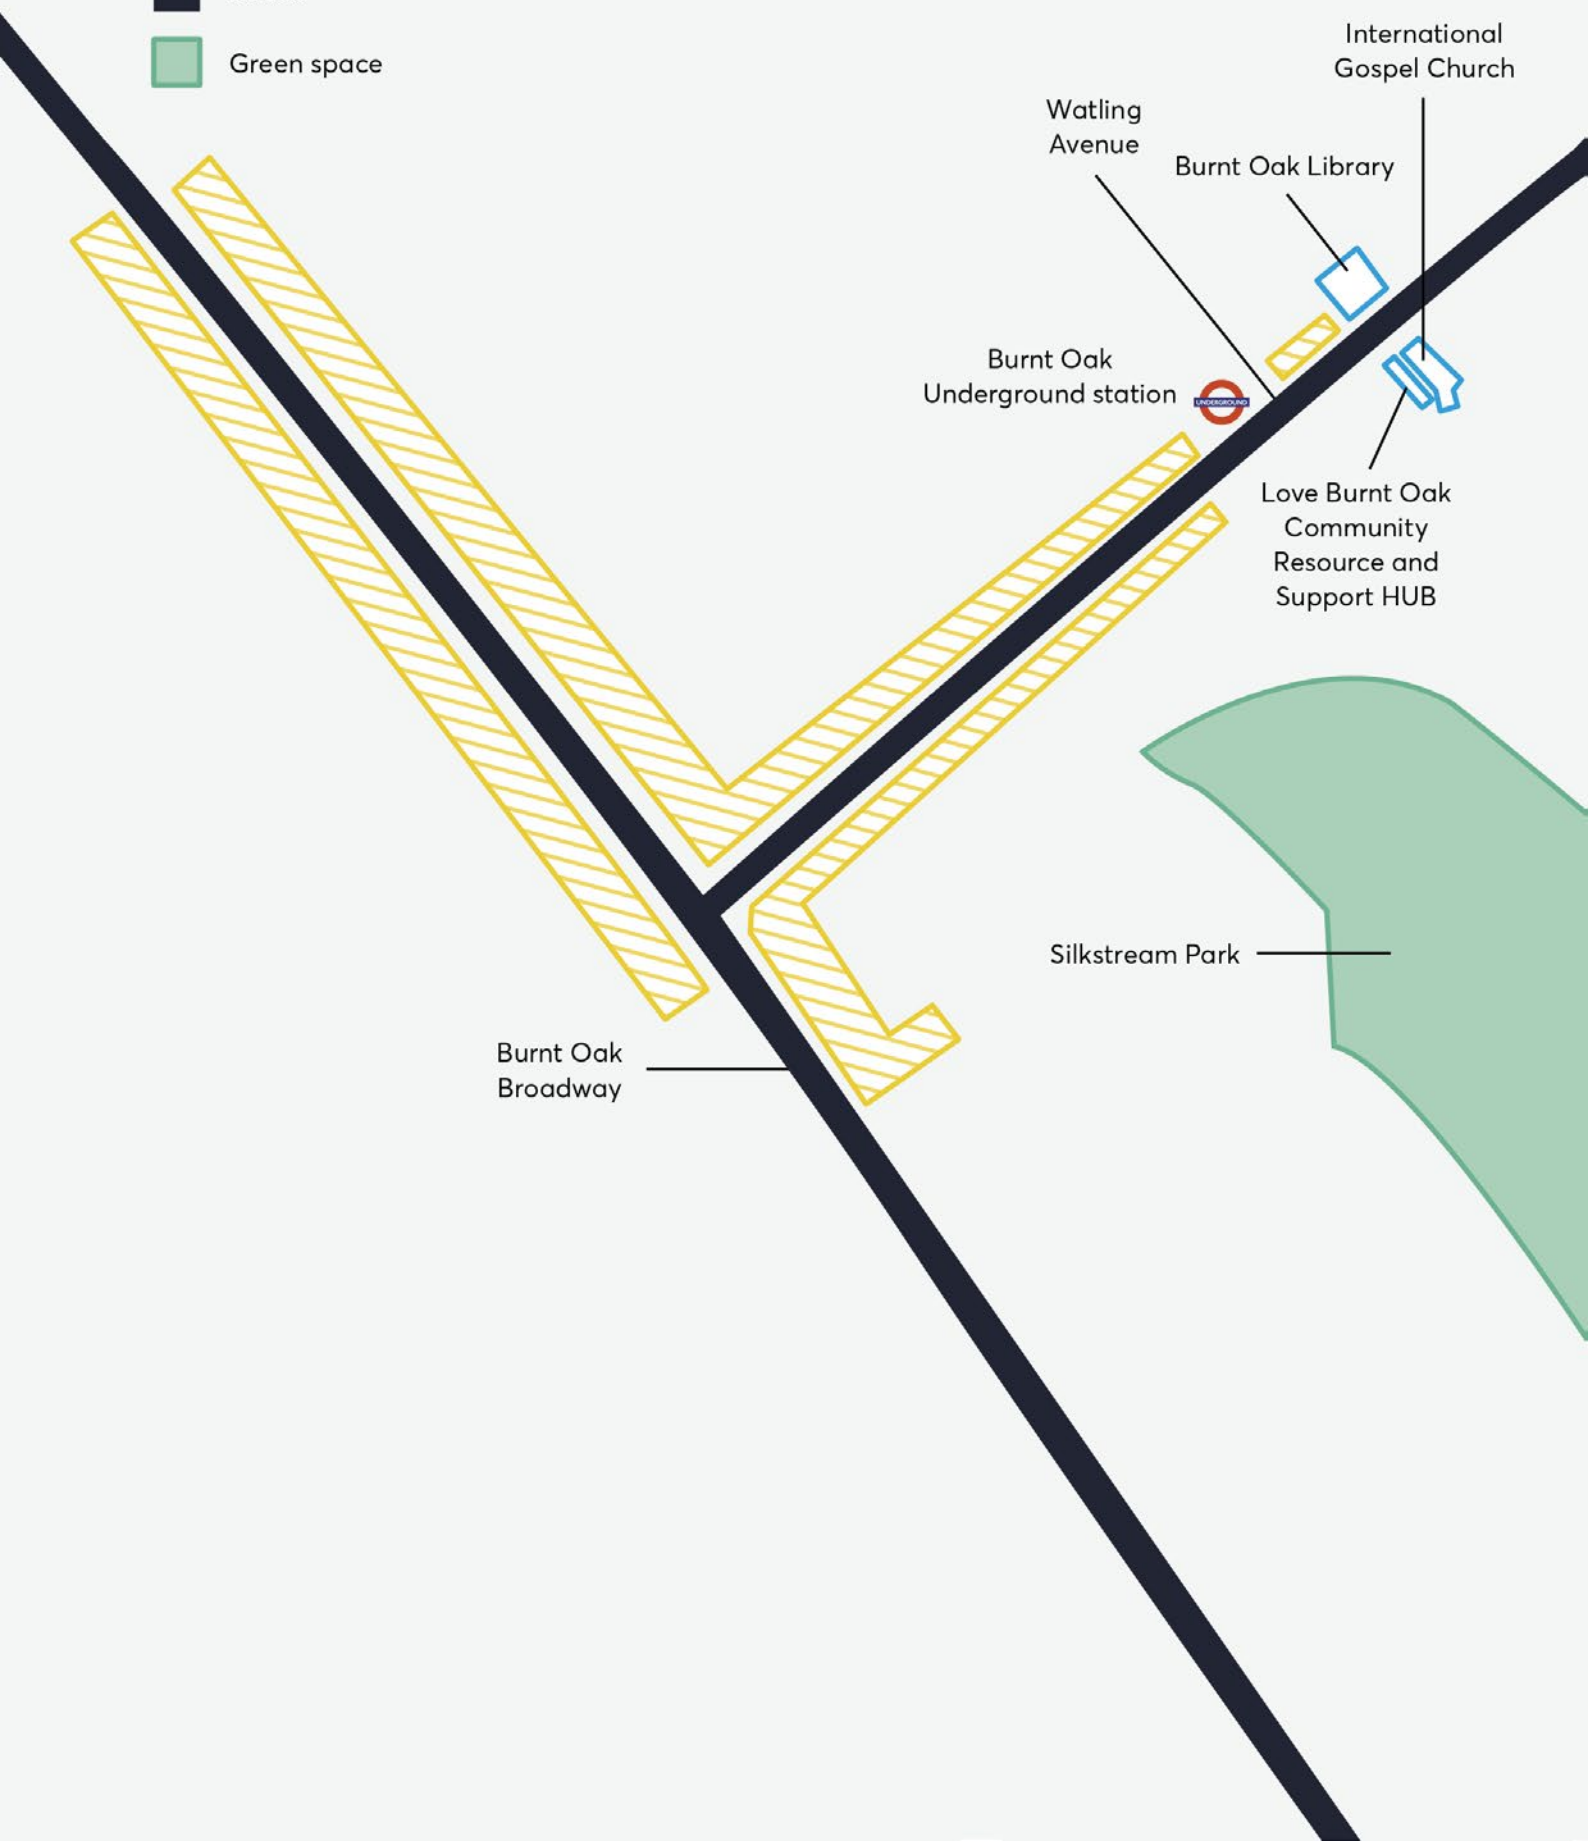 Green space
International
Gospel Church
Watling
Avenue
Burnt Oak Library
Burnt Oak
Underground station
UNDERGROUND
Love Burnt Oak
Community
Resource and
Support HUB
Silkstream Park
Burnt Oak
Broadway